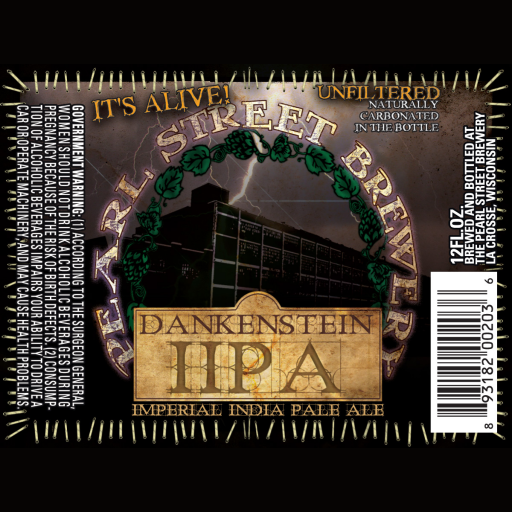 IT'S ALIVE!
UNFILTERED
NATURALLY
CARBONATED
IN THE BOTTLE
PEARL STREET BREWERY
DANKENSTEIN
IIPA
IMPERIAL INDIA PALE ALE
GOVERNMENT WARNING: (1) ACCORDING TO THE SURGEON GENERAL,
WOMEN SHOULD NOT DRINK ALCOHOLIC BEVERAGES DURING
PREGNANCY BECAUSE OF THE RISK OF BIRTH DEFECTS. (2) CONSUMP-
TION OF ALCOHOLIC BEVERAGES IMPAIRS YOUR ABILITY TO DRIVE A
CAR OR OPERATE MACHINERY, AND MAY CAUSE HEALTH PROBLEMS.
12FL.OZ.
BREWED AND BOTTLED AT
THE PEARL STREET BREWERY
LA CROSSE, WISCONSIN
8 93182 00203 6